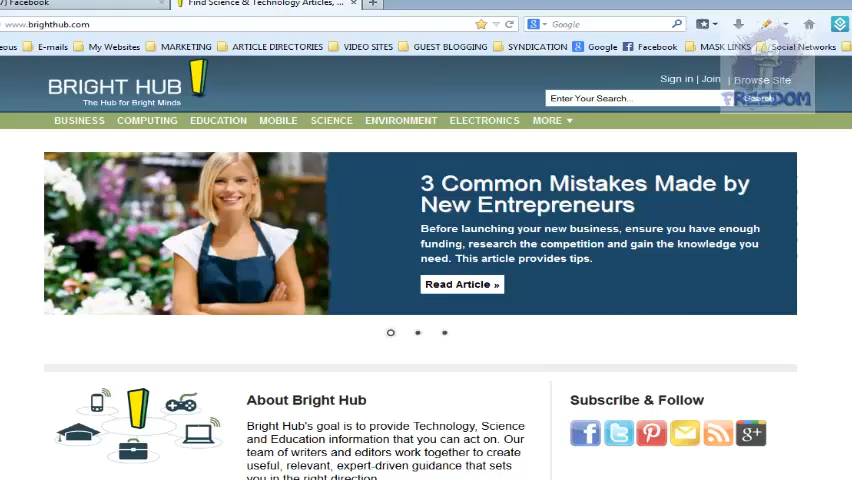 /) Facebook
Find Science & Technology Articles, ...
www.brighthub.com
Google
eous
E-mails
My Websites
MARKETING
ARTICLE DIRECTORIES
VIDEO SITES
GUEST BLOGGING
SYNDICATION
Google
Facebook
MASK LINKS
Social Networks
BRIGHT HUB
The Hub for Bright Minds
Sign in | Join | Browse Site
Enter Your Search...
Search
FREEDOM
BUSINESS COMPUTING EDUCATION MOBILE SCIENCE ENVIRONMENT ELECTRONICS MORE
3 Common Mistakes Made by
New Entrepreneurs
Before launching your new business, ensure you have enough
funding, research the competition and gain the knowledge you
need. This article provides tips.
Read Article »
About Bright Hub
Bright Hub's goal is to provide Technology, Science
and Education information that you can act on. Our
team of writers and editors work together to create
useful, relevant, expert-driven guidance that sets
you in the right direction.
Subscribe & Follow